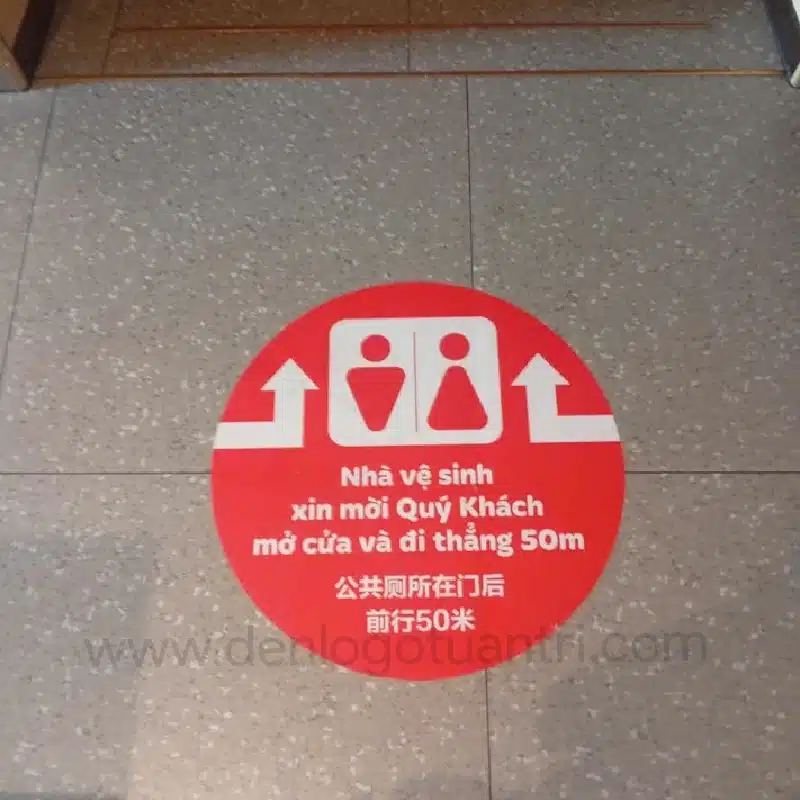 Nhà vệ sinh
xin mời Quý Khách
mở cửa và đi thẳng 50m
公共厕所在门后
前行50米
www.denlogotuantri.com